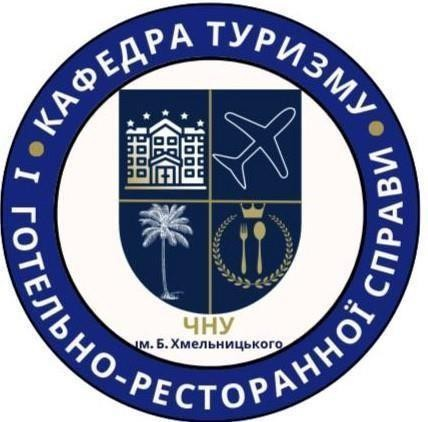 КАФЕДРА ТУРИЗМУ
І ГОТЕЛЬНО-РЕСТОРАННОЇ СПРАВИ
ЧНУ
ім. Б. Хмельницького